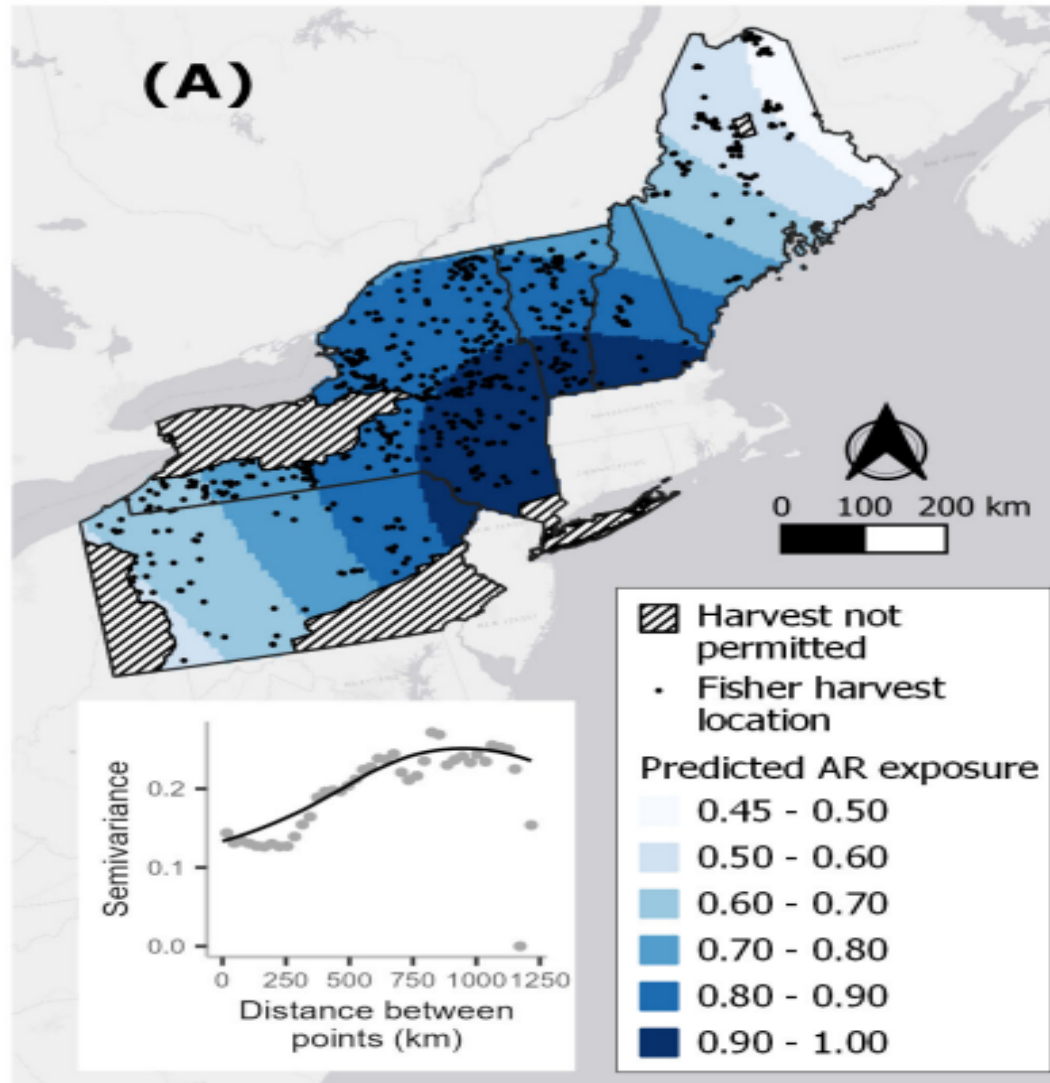 (A)
0 100 200 km
NEW JERSEY
Harvest not
permitted
Fisher harvest
location
Predicted AR exposure
0.45 - 0.50
0.50 - 0.60
0.60 - 0.70
0.70 - 0.80
0.80 - 0.90
0.90 - 1.00
Semivariance
0.2
0.1
0.0
0 250 500 750 1000 1250
Distance between
points (km)